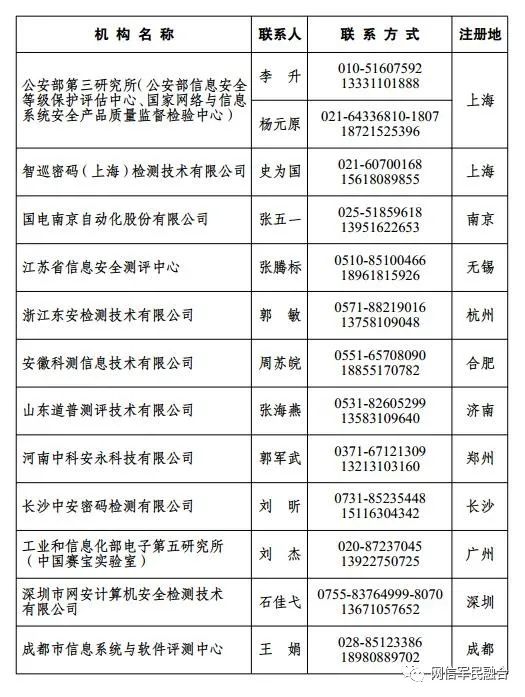 机 构 名 称 联系人 联 系 方 式 注册地
公安部第三研究所（公安部信息安全
等级保护评估中心、国家网络与信息
系统安全产品质量监督检验中心）
李 升 010-51607592
13331101888
杨元原 021-64336810-1807
18721525396
上海
智巡密码（上海）检测技术有限公司 史为国 021-60700168
15618089855
上海
国电南京自动化股份有限公司 张五一 025-51859618
13951622653
南京
江苏省信息安全测评中心 张腾标 0510-85100466
18961815926
无锡
浙江东安检测技术有限公司 郭 敏 0571-88219016
13758109048
杭州
安徽科测信息技术有限公司 周苏皖 0551-65708090
18855170782
合肥
山东道普测评技术有限公司 张海燕 0531-82605299
13583109640
济南
河南中科安永科技有限公司 郭军武 0371-67121309
13213103160
郑州
长沙中安密码检测有限公司 刘 昕 0731-85235448
15116304342
长沙
工业和信息化部电子第五研究所
（中国赛宝实验室）
刘 杰 020-87237045
13922750725
广州
深圳市网安计算机安全检测技术
有限公司
石佳弋 0755-83764999-8070
13671057652
深圳
成都市信息系统与软件评测中心 王 娟 028-85123386
18980889702
成都
网信军民融合